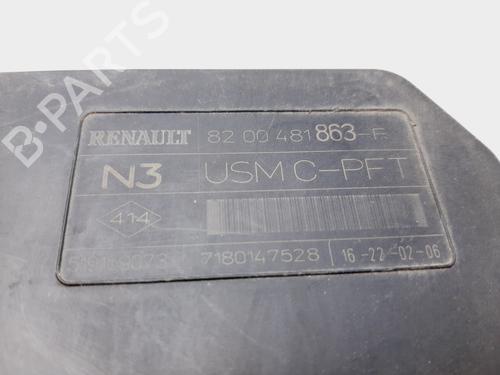 RENAULT 82 00 481 863-F
N3 USM C-PFT
414
7180147528 16-22-02-06
B-PARTS